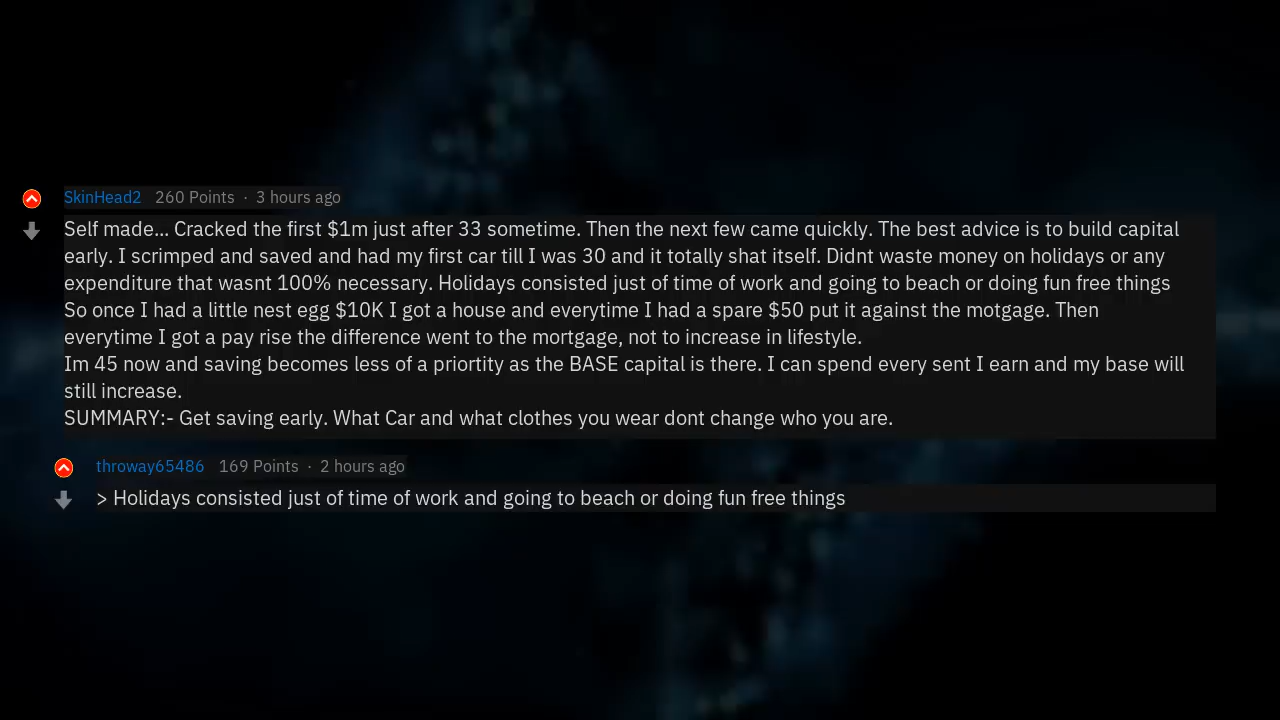 SkinHead2 260 Points · 3 hours ago
Self made... Cracked the first $1m just after 33 sometime. Then the next few came quickly. The best advice is to build capital
early. I scrimped and saved and had my first car till I was 30 and it totally shat itself. Didnt waste money on holidays or any
expenditure that wasnt 100% necessary. Holidays consisted just of time of work and going to beach or doing fun free things
So once I had a little nest egg $10K I got a house and everytime I had a spare $50 put it against the motgage. Then
everytime I got a pay rise the difference went to the mortgage, not to increase in lifestyle.
Im 45 now and saving becomes less of a priortity as the BASE capital is there. I can spend every sent I earn and my base will
still increase.
SUMMARY:- Get saving early. What Car and what clothes you wear dont change who you are.
throway65486 169 Points · 2 hours ago
> Holidays consisted just of time of work and going to beach or doing fun free things